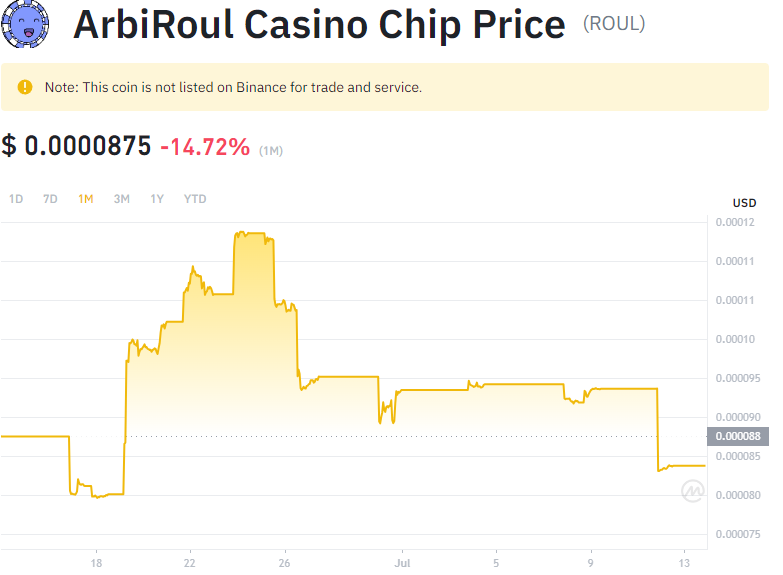 ArbiRoul Casino Chip Price (ROUL)
Note: This coin is not listed on Binance for trade and service.
$ 0.0000875 -14.72% (1M)
1D 7D 1M 3M 1Y YTD
USD
0.00012
0.00011
0.00011
0.00010
0.000095
0.000090
0.000088
0.000085
0.000080
0.000075
18 22 26 Jul 5 9 13